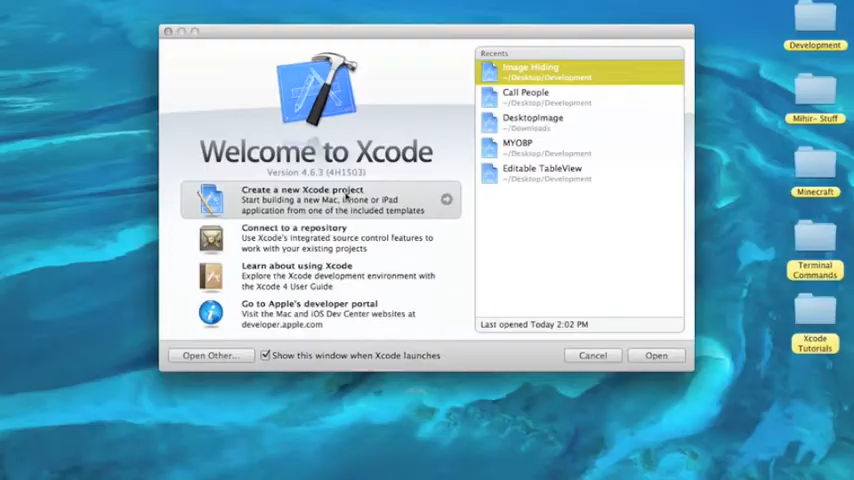 Welcome to Xcode
Version 4.6.3 (4H1503)
Create a new Xcode project
Start building a new Mac, iPhone or iPad
application from one of the included templates
Connect to a repository
Use Xcode's integrated source control features to
work with your existing projects
Learn about using Xcode
Explore the Xcode development environment with
the Xcode 4 User Guide
Go to Apple's developer portal
Visit the Mac and iOS Dev Center websites at
developer.apple.com
Open Other...
Show this window when Xcode launches
Recents
Image Hiding
~/Desktop/Development
Call People
~/Desktop/Development
DesktopImage
~/Downloads
MYOBP
~/Desktop/Development
Editable TableView
~/Desktop/Development
Last opened Today 2:02 PM
Cancel
Open
Development
Mihir- Stuff
Minecraft
Terminal
Commands
Xcode
Tutorials